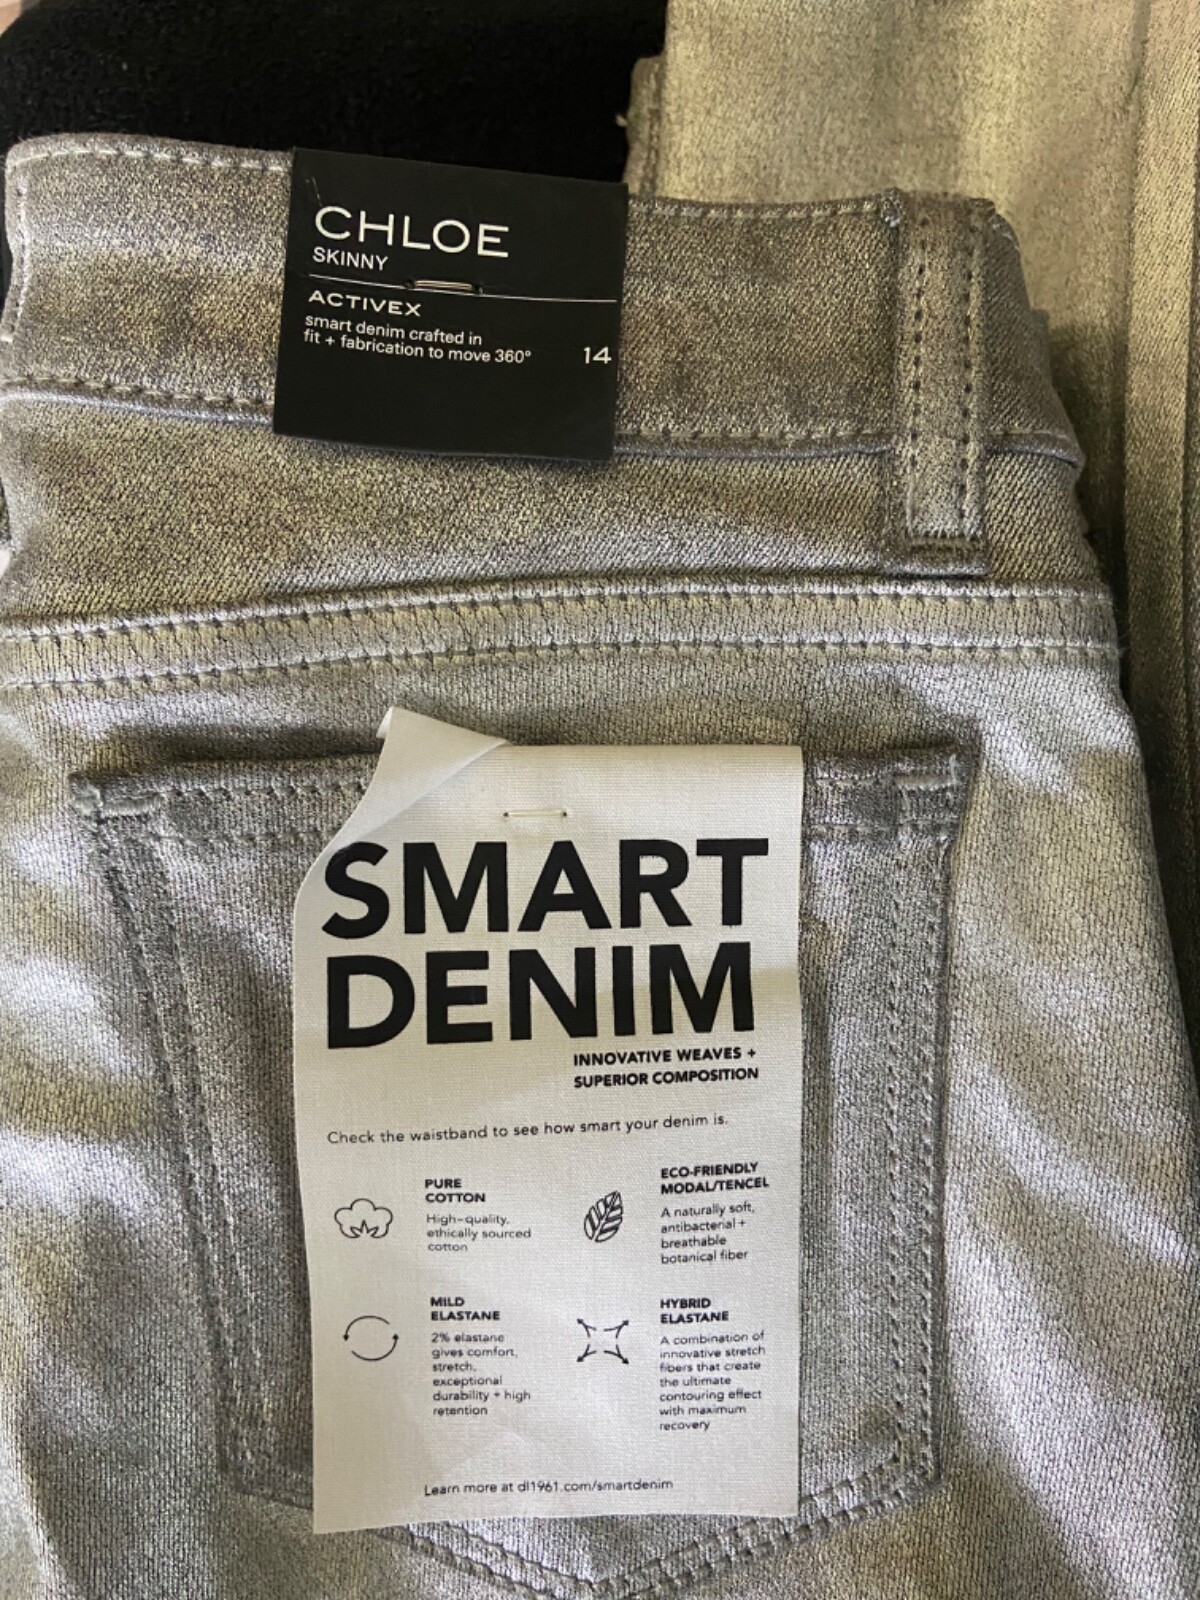 CHLOE
SKINNY
ACTIVEX
smart denim crafted in
fit + fabrication to move 360°
14
SMART
DENIM
INNOVATIVE WEAVES +
SUPERIOR COMPOSITION
Check the waistband to see how smart your denim is.
PURE
COTTON
High-quality,
ethically sourced
cotton
ECO-FRIENDLY
MODAL/TENCEL
A naturally soft,
antibacterial +
breathable
botanical fiber
MILD
ELASTANE
2% elastane
gives comfort,
stretch,
exceptional
durability + high
retention
HYBRID
ELASTANE
A combination of
innovative stretch
fibers that create
the ultimate
contouring effect
with maximum
recovery
Learn more at dl1961.com/smartdenim